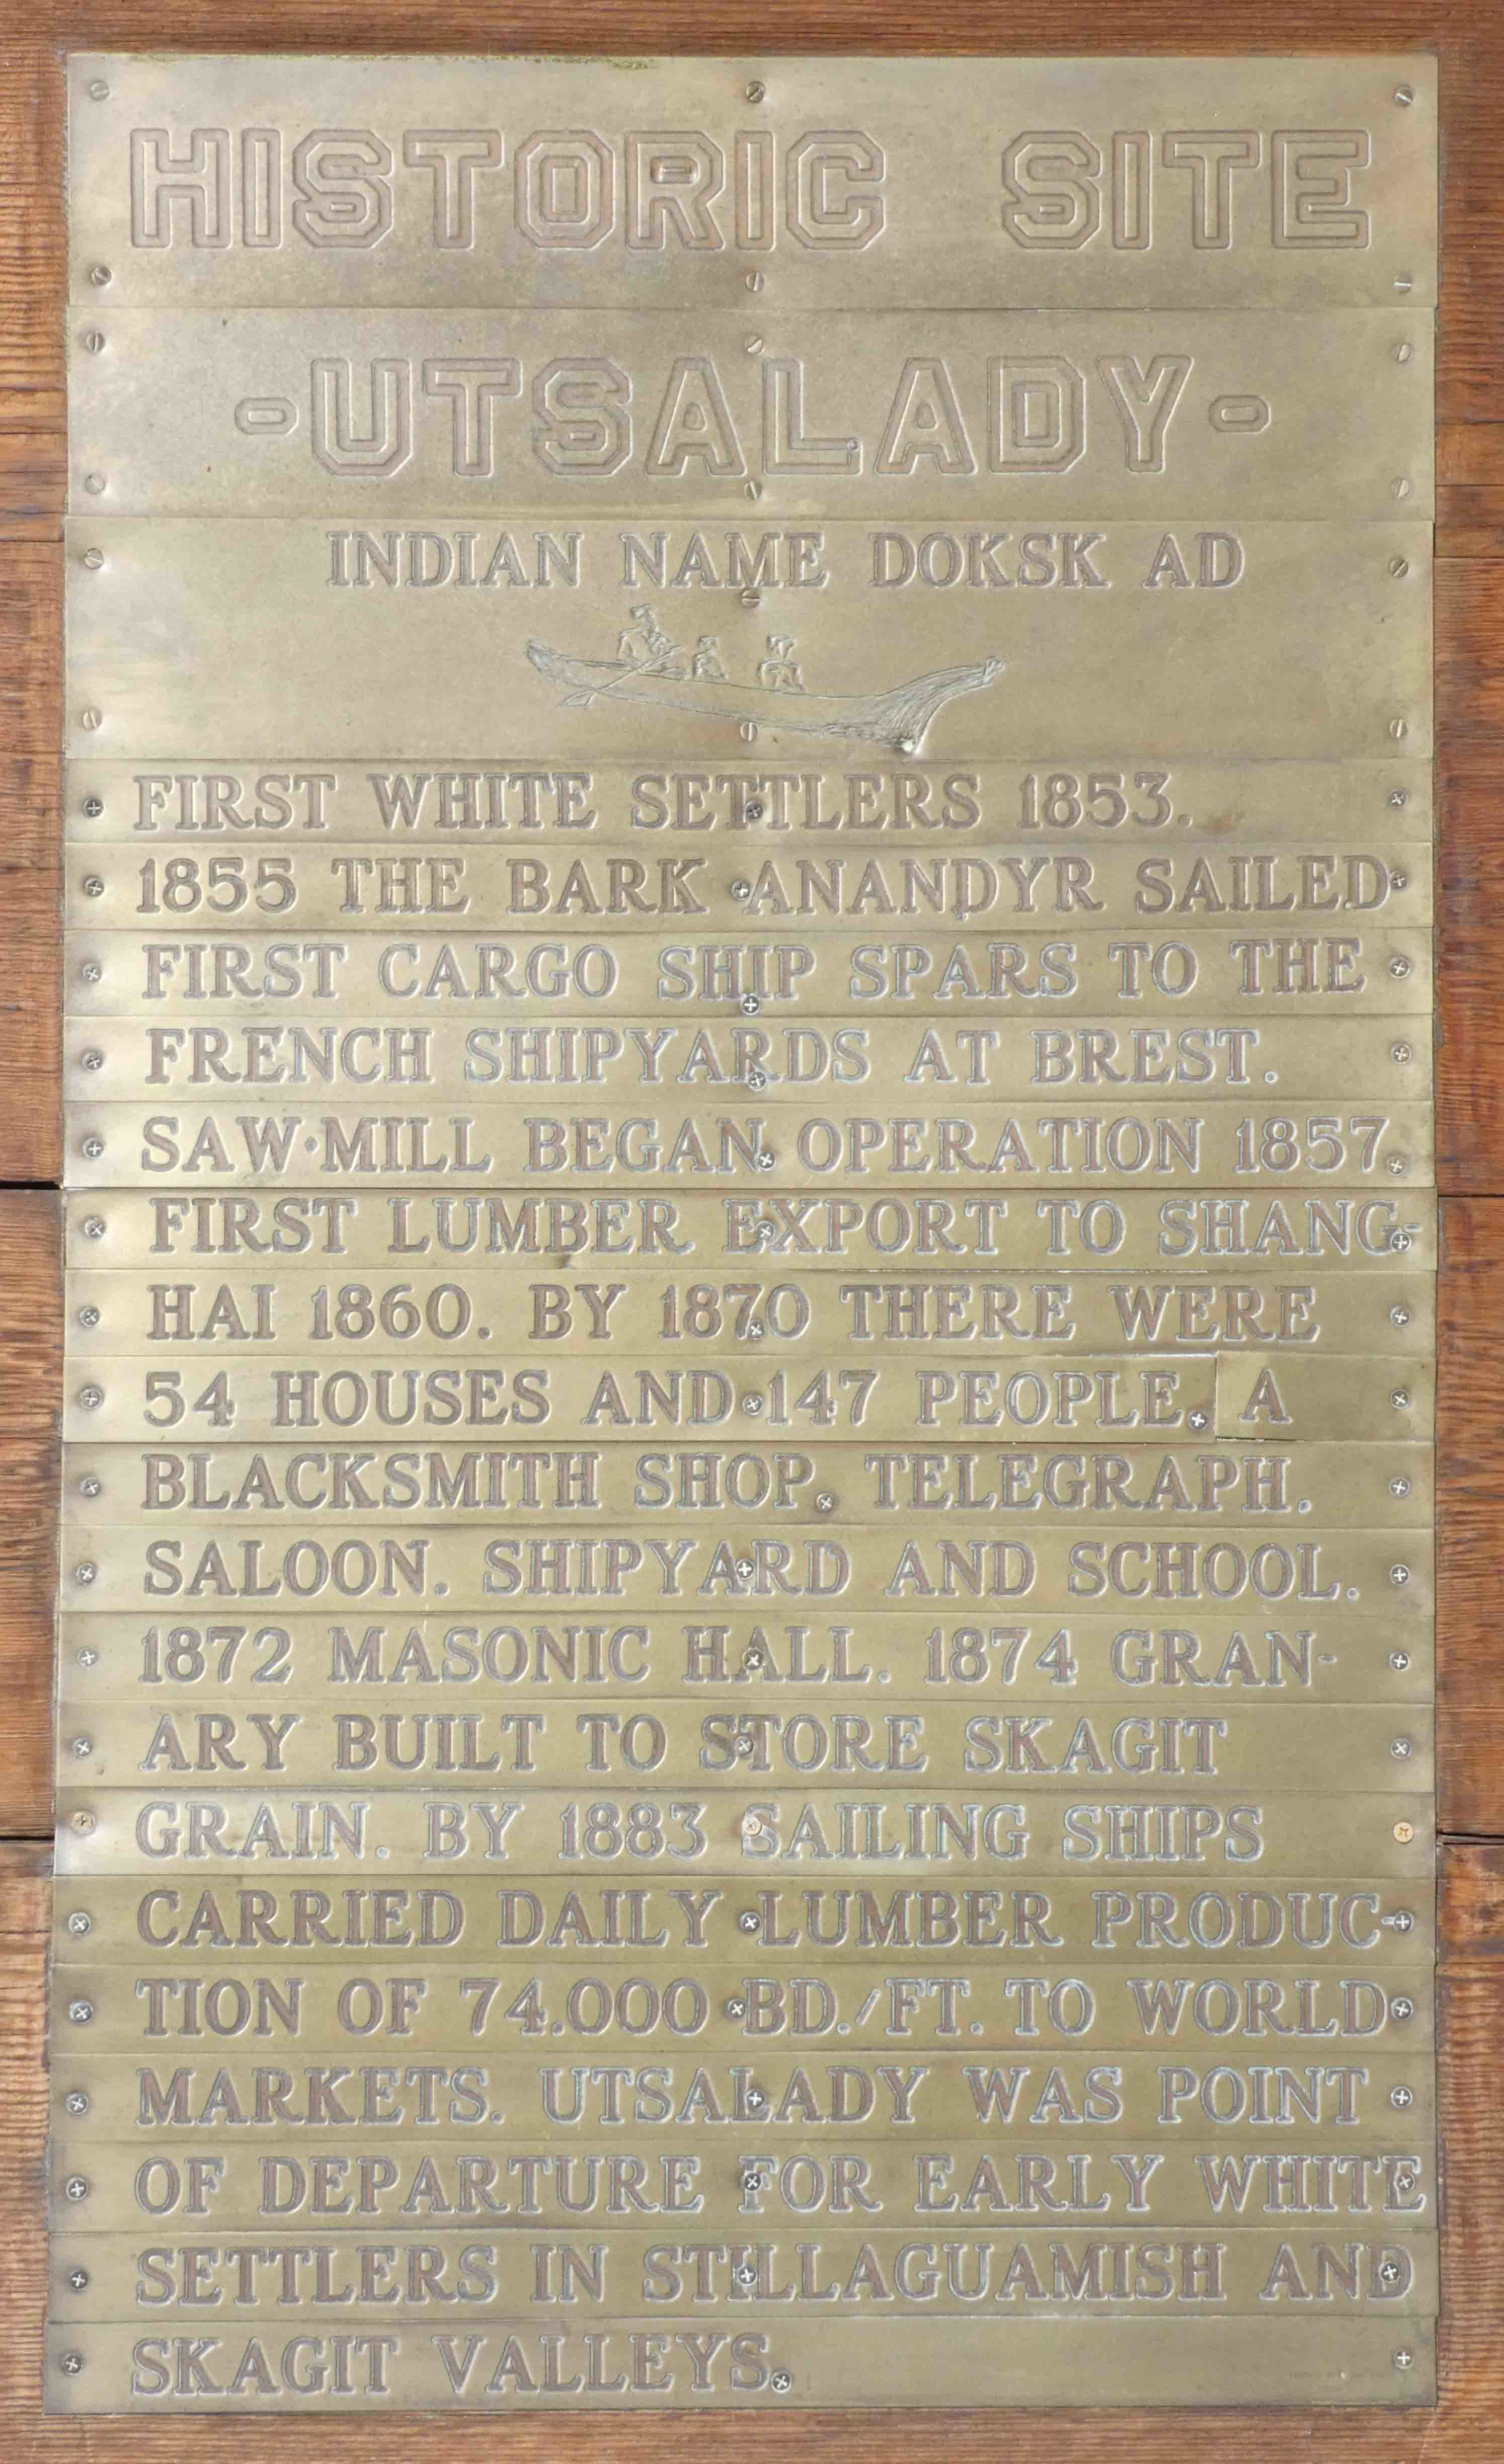 HISTORIC SITE
-UTSALADY-
INDIAN NAME DOKSK AD
FIRST WHITE SETTLERS 1853.
1855 THE BARK ANANDYR SAILED
FIRST CARGO SHIP SPARS TO THE
FRENCH SHIPYARDS AT BREST.
SAW·MILL BEGAN OPERATION 1857.
FIRST LUMBER EXPORT TO SHANG-
HAI 1860. BY 1870 THERE WERE
54 HOUSES AND 147 PEOPLE. A
BLACKSMITH SHOP. TELEGRAPH.
SALOON. SHIPYARD AND SCHOOL.
1872 MASONIC HALL. 1874 GRAN-
ARY BUILT TO STORE SKAGIT
GRAIN. BY 1883 SAILING SHIPS
CARRIED DAILY LUMBER PRODUC-
TION OF 74.000 BD./FT. TO WORLD
MARKETS. UTSALADY WAS POINT
OF DEPARTURE FOR EARLY WHITE
SETTLERS IN STILLAGUAMISH AND
SKAGIT VALLEYS.